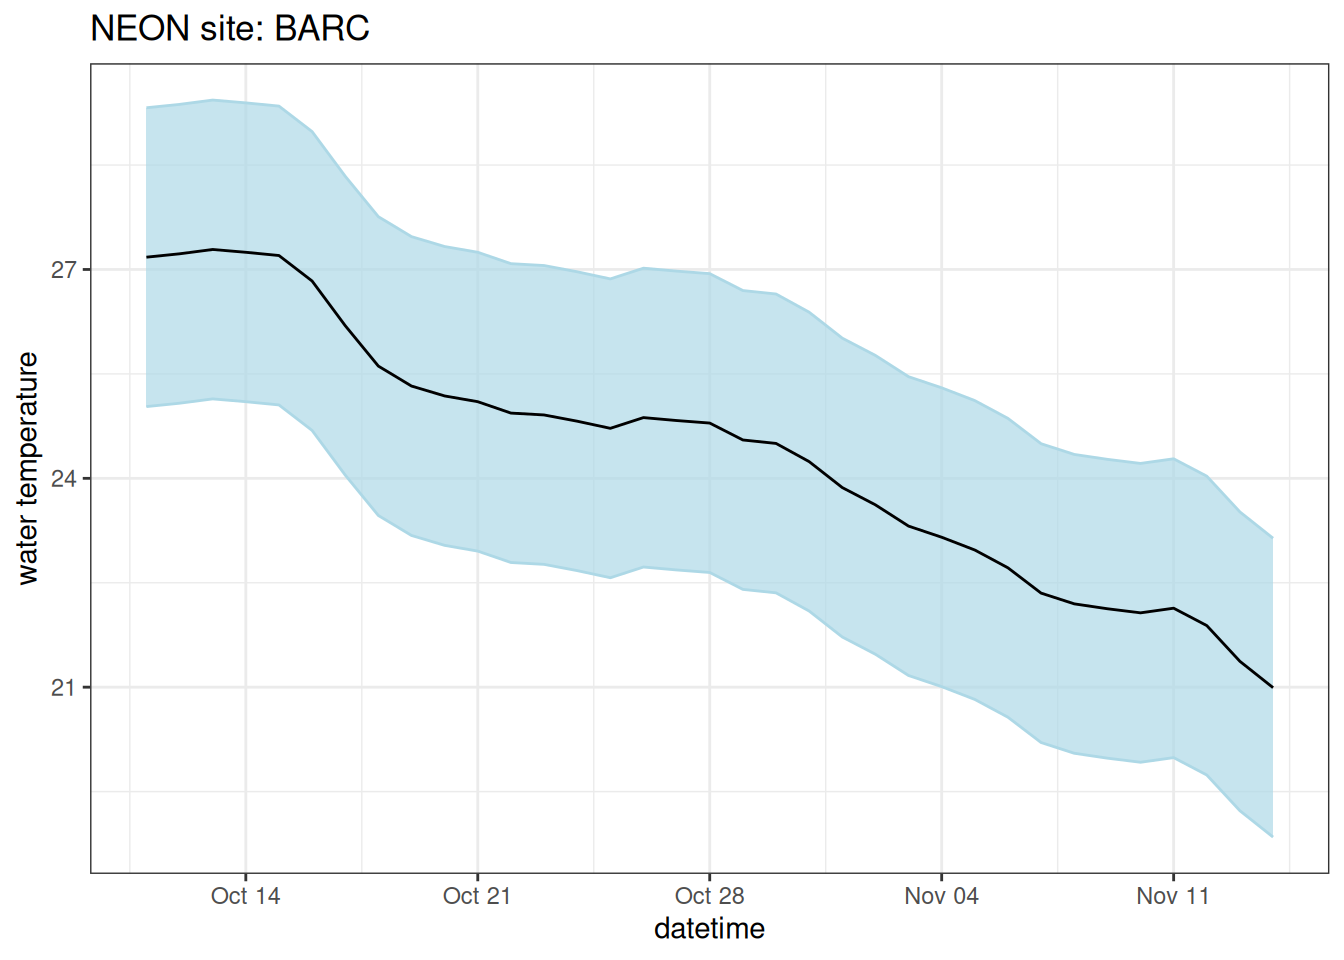 NEON site: BARC
water temperature
27
24
21
Oct 14
Oct 21
Oct 28
Nov 04
Nov 11
datetime